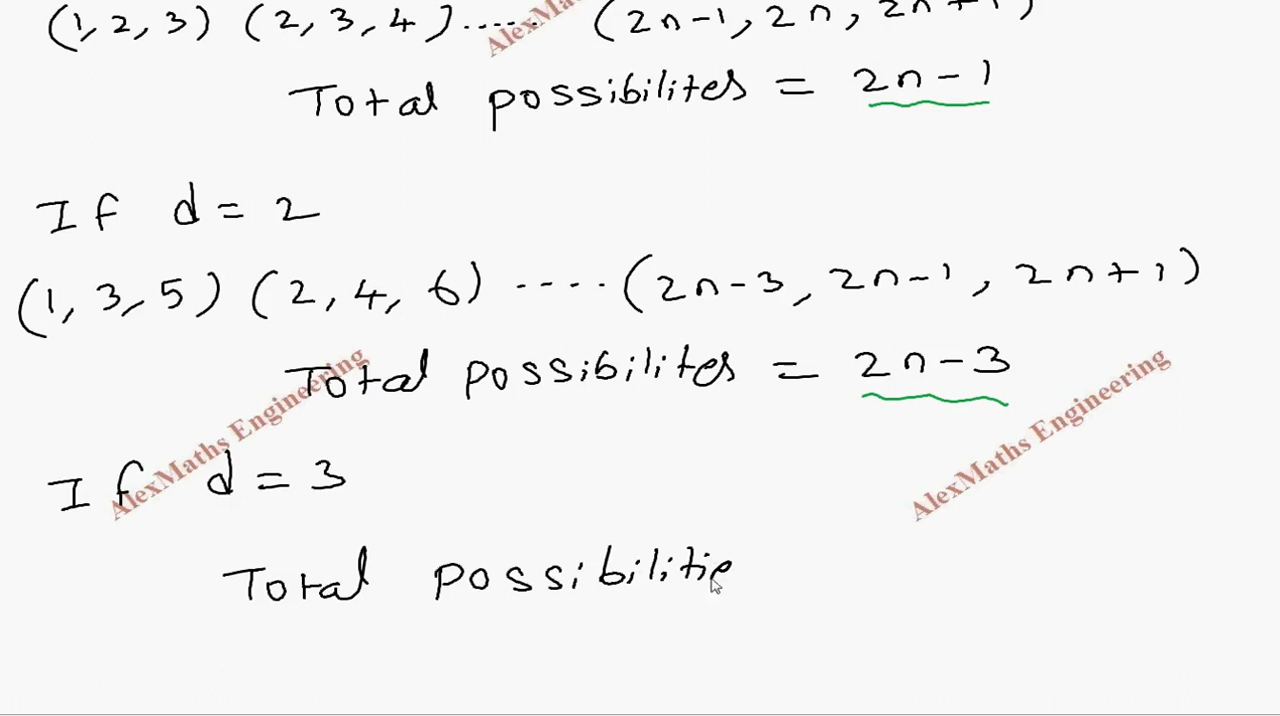 (1, 2, 3) (2, 3, 4)...... (2n-1, 2n, 2n+1)
Total possibilites = 2n-1
If d = 2
(1, 3, 5) (2, 4, 6) ....(2n-3, 2n-1, 2n+1)
Total possibilites = 2n-3
If d = 3
Total possibilitie
AlexMaths Engineering
AlexMaths Engineering